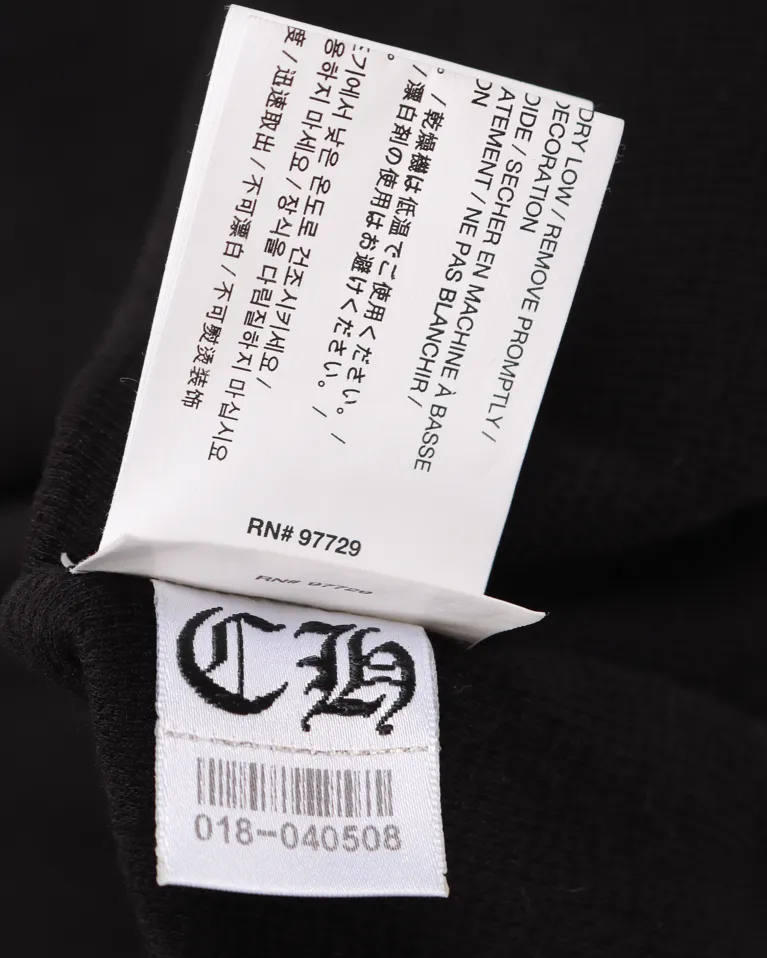 DRY LOW / REMOVE PROMPTLY /
DECORATION
OIDE / SECHER EN MACHINE À BASSE
ATEMENT / NE PAS BLANCHIR /
ON
。/ 乾燥機は低温でご使用ください。/
/ 漂白剤の使用はお避けください。/
。
기에서 낮은 온도로 건조시키세요 /
용하지 마세요 / 장식을 다림질하지 마십시요
度 / 迅速取出 / 不可漂白 / 不可熨烫装饰
RN# 97729
RN# 97729
CH
018-040508